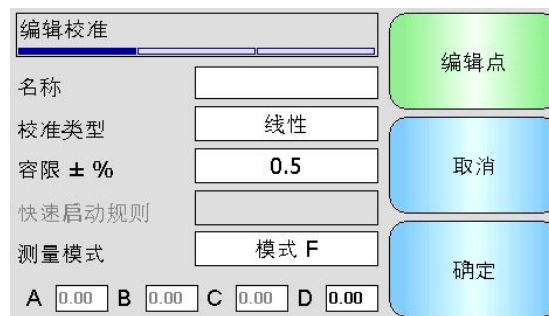 编辑校准
编辑点
名称
校准类型 线性
容限 ± % 0.5
取消
快速启动规则
测量模式 模式 F
确定
A 0.00 B 0.00 C 0.00 D 0.00